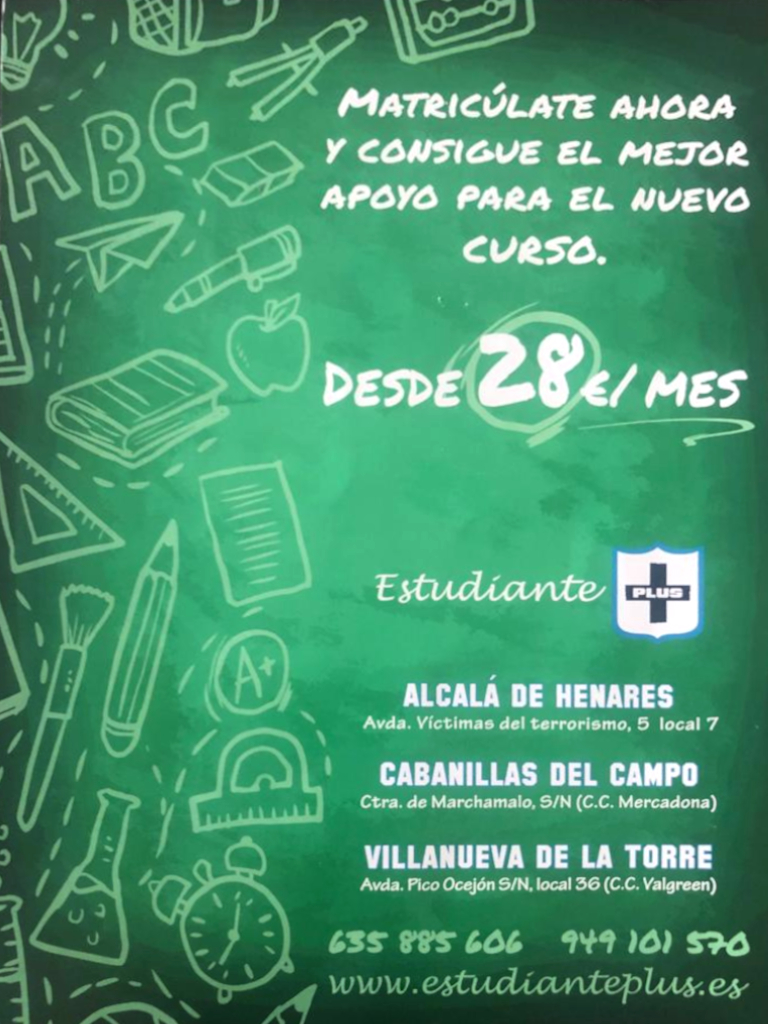 ABC
MATRICÚLATE AHORA
Y CONSIGUE EL MEJOR
APOYO PARA EL NUEVO
CURSO.
DESDE 28€/ MES
Estudiante PLUS
A+
ALCALÁ DE HENARES
Avda. Víctimas del terrorismo, 5 local 7
CABANILLAS DEL CAMPO
Ctra. de Marchamalo, S/N (C.C. Mercadona)
VILLANUEVA DE LA TORRE
Avda. Pico Ocejón S/N, local 36 (C.C. Valgreen)
635 885 606 949 101 570
www.estudianteplus.es